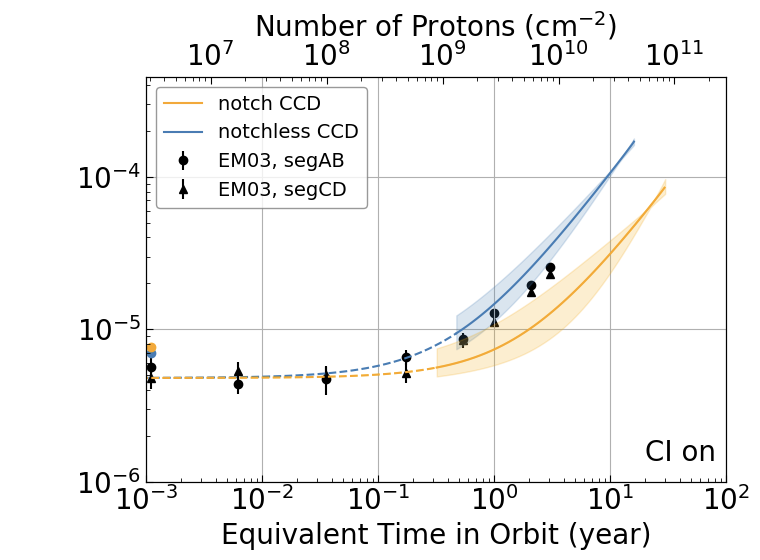 Number of Protons (cm⁻²)
10⁷ 10⁸ 10⁹ 10¹⁰ 10¹¹
notch CCD
notchless CCD
EM03, segAB
EM03, segCD
10⁻⁴
10⁻⁵
10⁻⁶
CI on
10⁻³ 10⁻² 10⁻¹ 10⁰ 10¹ 10²
Equivalent Time in Orbit (year)